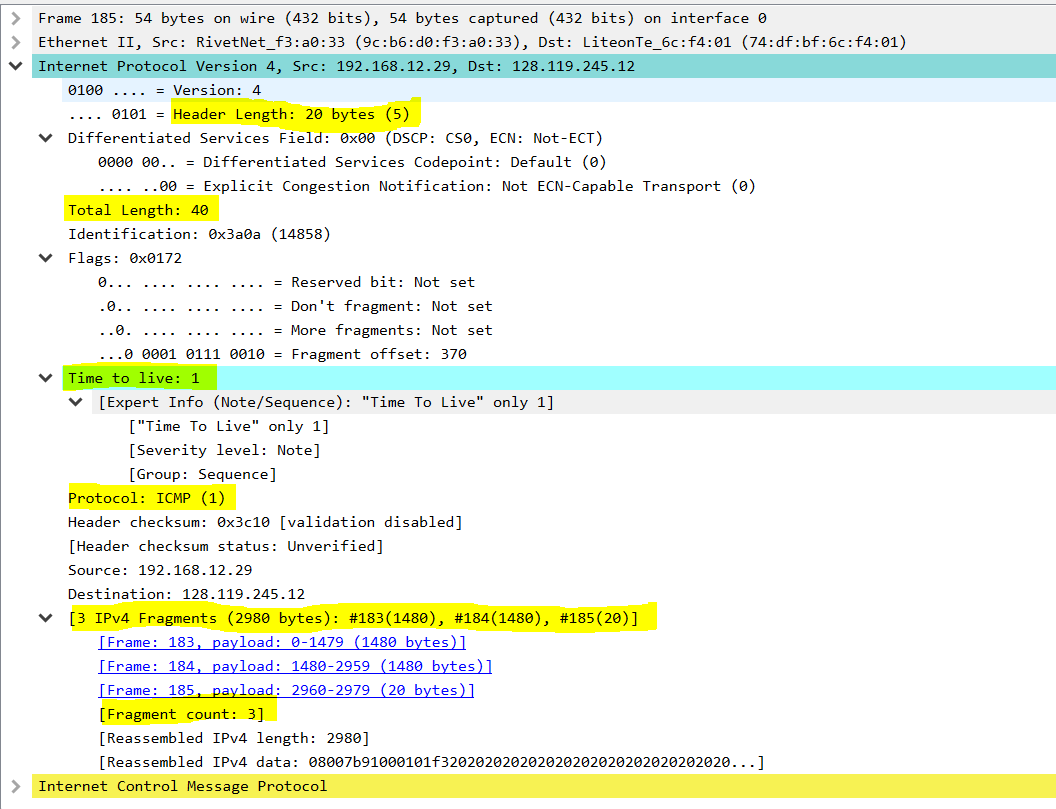 Frame 185: 54 bytes on wire (432 bits), 54 bytes captured (432 bits) on interface 0
Ethernet II, Src: RivetNet_f3:a0:33 (9c:b6:d0:f3:a0:33), Dst: LiteonTe_6c:f4:01 (74:df:bf:6c:f4:01)
Internet Protocol Version 4, Src: 192.168.12.29, Dst: 128.119.245.12
0100 .... = Version: 4
.... 0101 = Header Length: 20 bytes (5)
Differentiated Services Field: 0x00 (DSCP: CS0, ECN: Not-ECT)
0000 00.. = Differentiated Services Codepoint: Default (0)
.... ..00 = Explicit Congestion Notification: Not ECN-Capable Transport (0)
Total Length: 40
Identification: 0x3a0a (14858)
Flags: 0x0172
0... .... .... .... = Reserved bit: Not set
.0.. .... .... .... = Don't fragment: Not set
..0. .... .... .... = More fragments: Not set
...0 0001 0111 0010 = Fragment offset: 370
Time to live: 1
[Expert Info (Note/Sequence): "Time To Live" only 1]
["Time To Live" only 1]
[Severity level: Note]
[Group: Sequence]
Protocol: ICMP (1)
Header checksum: 0x3c10 [validation disabled]
[Header checksum status: Unverified]
Source: 192.168.12.29
Destination: 128.119.245.12
[3 IPv4 Fragments (2980 bytes): #183(1480), #184(1480), #185(20)]
[Frame: 183, payload: 0-1479 (1480 bytes)]
[Frame: 184, payload: 1480-2959 (1480 bytes)]
[Frame: 185, payload: 2960-2979 (20 bytes)]
[Fragment count: 3]
[Reassembled IPv4 length: 2980]
[Reassembled IPv4 data: 08007b91000101f3202020202020202020202020202020...]
Internet Control Message Protocol